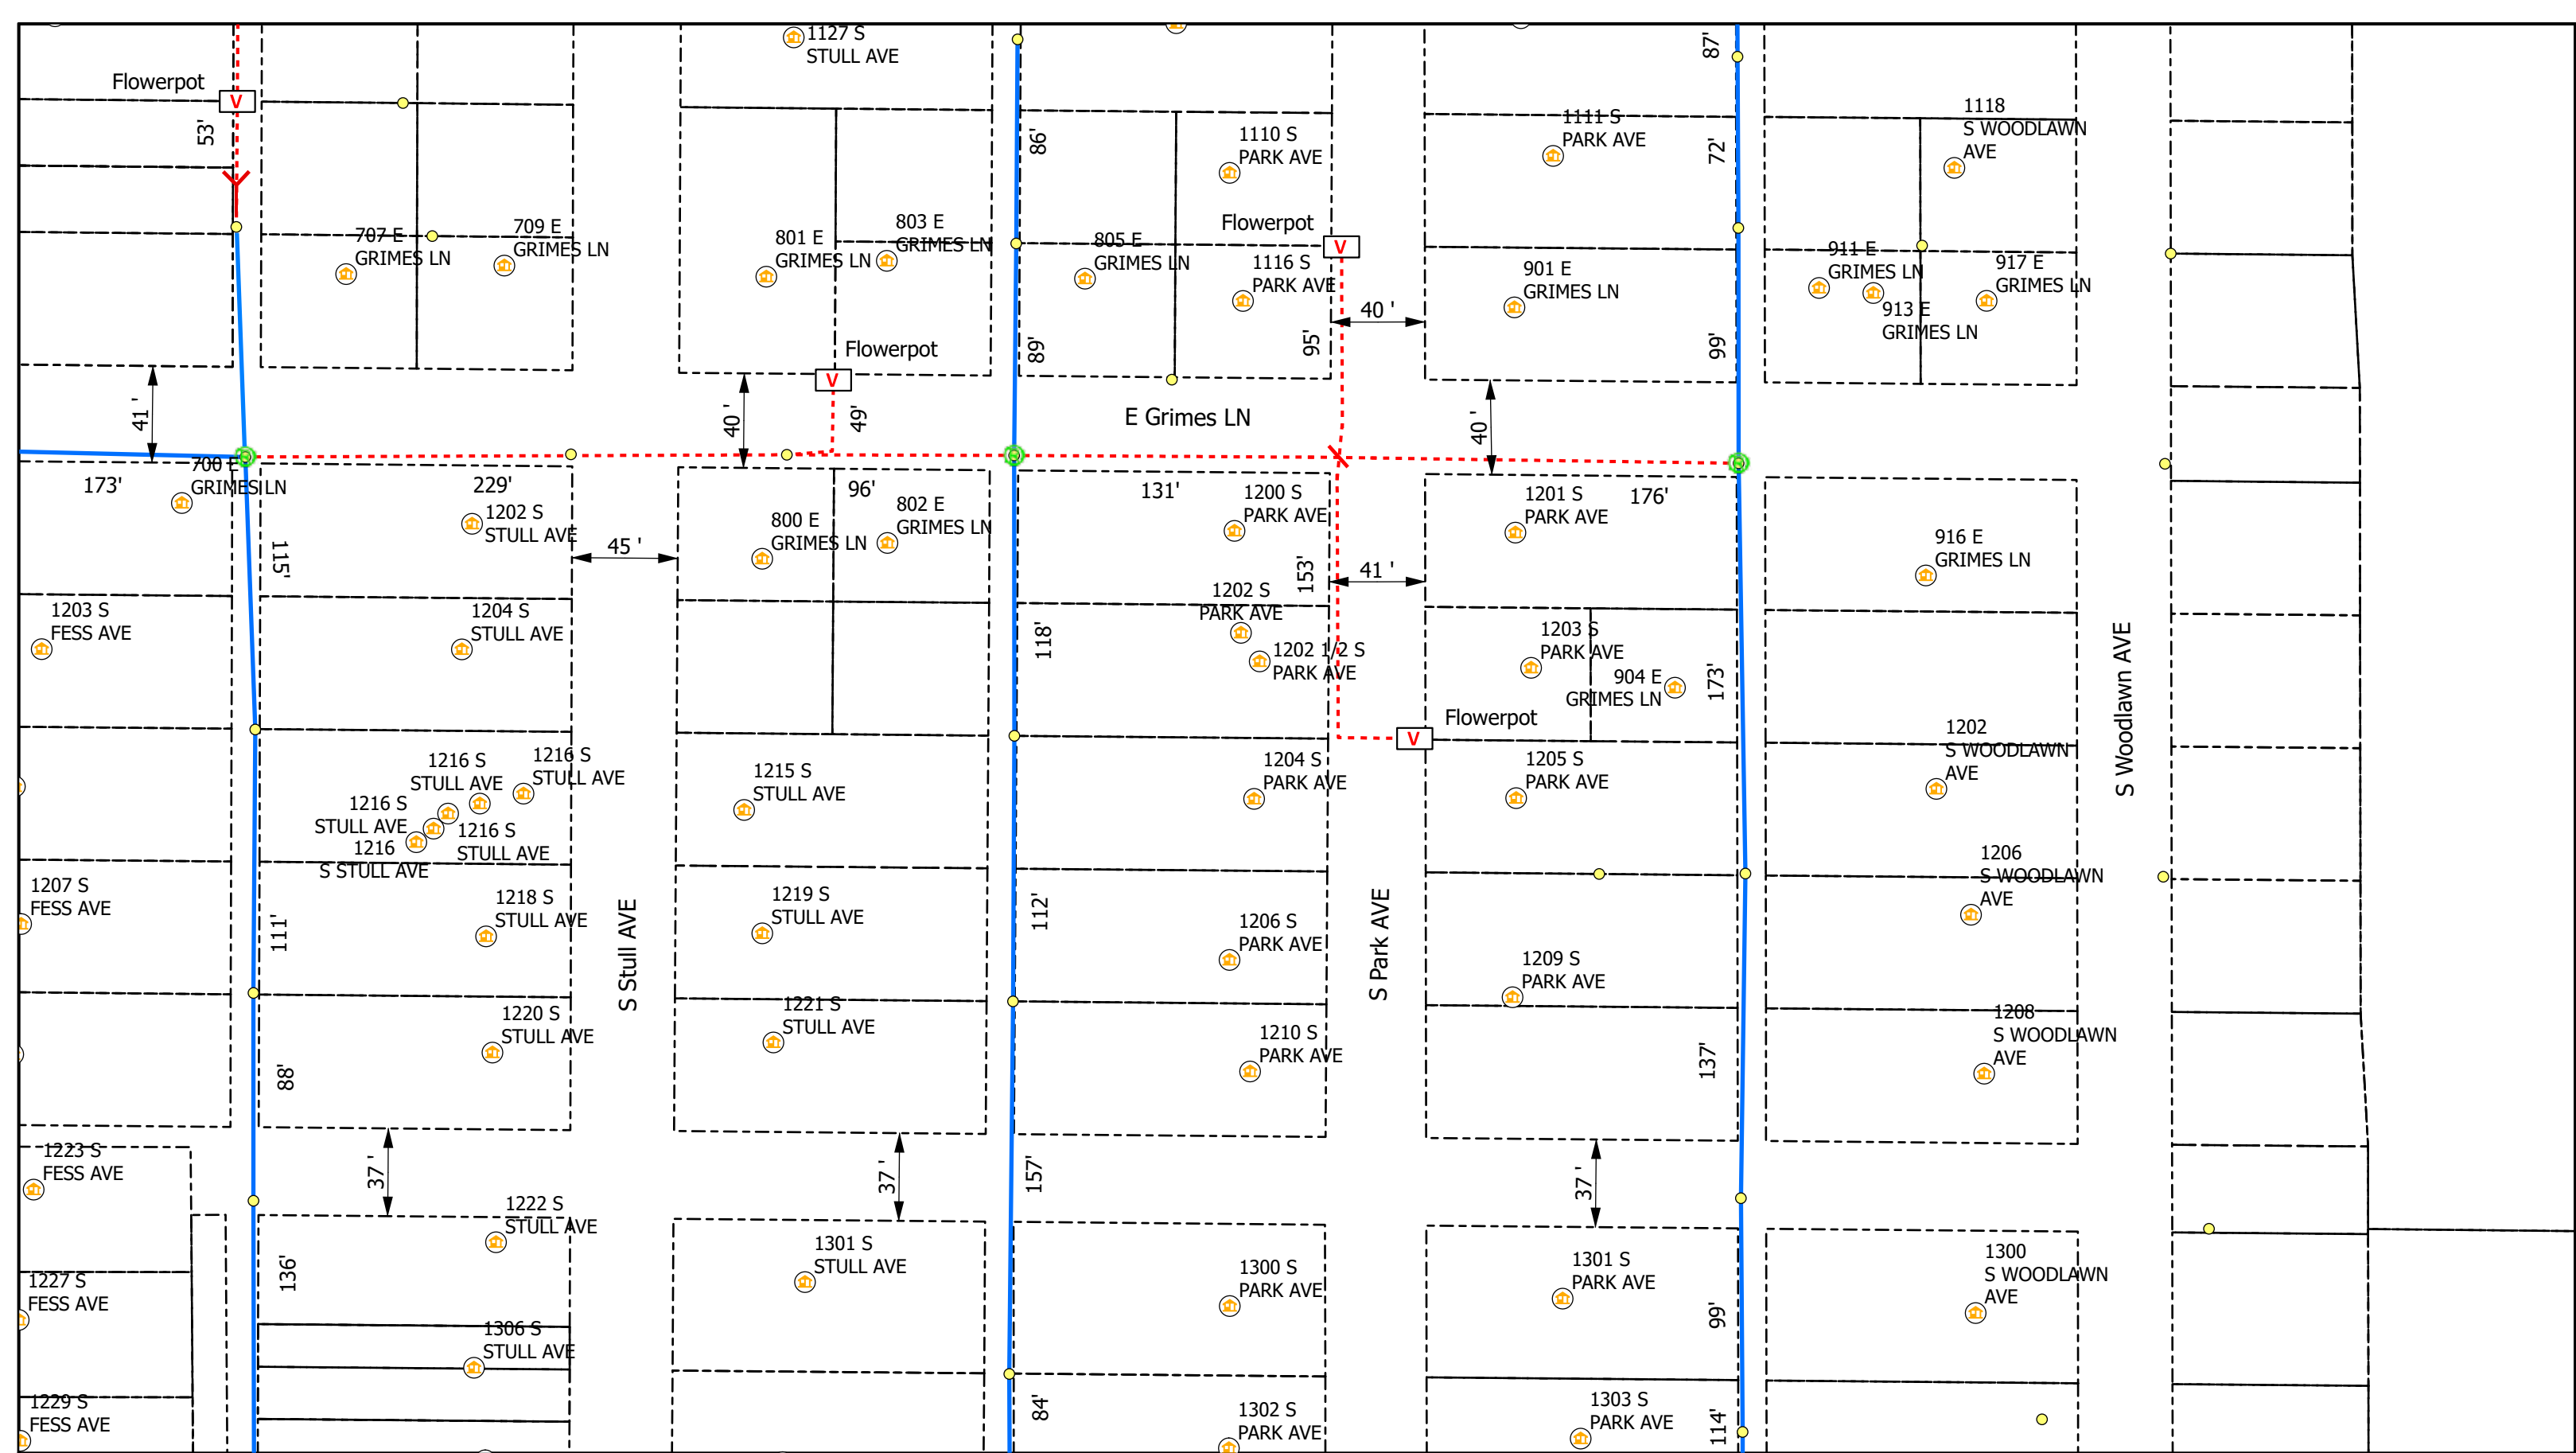 1127 S
STULL AVE
87'
Flowerpot
V
53'
1118
S WOODLAWN
AVE
1111 S
PARK AVE
86'
1110 S
PARK AVE
72'
707 E
GRIMES LN
709 E
GRIMES LN
801 E
GRIMES LN
803 E
GRIMES LN
805 E
GRIMES LN
Flowerpot
V
1116 S
PARK AVE
901 E
GRIMES LN
911 E
GRIMES LN
913 E
GRIMES LN
917 E
GRIMES LN
40 '
Flowerpot
V
89'
95'
99'
41 '
40 '
49'
E Grimes LN
40 '
700 E
GRIMES LN
173'
229'
96'
131'
176'
1202 S
STULL AVE
800 E
GRIMES LN
802 E
GRIMES LN
1200 S
PARK AVE
1201 S
PARK AVE
916 E
GRIMES LN
115'
45 '
153'
41 '
1203 S
FESS AVE
1204 S
STULL AVE
118'
1202 S
PARK AVE
1202 1/2 S
PARK AVE
1203 S
PARK AVE
904 E
GRIMES LN
173'
S Woodlawn AVE
Flowerpot
V
1216 S
STULL AVE
1216 S
STULL AVE
1216 S
STULL AVE
1216 S
STULL AVE
1216
S STULL AVE
1215 S
STULL AVE
1204 S
PARK AVE
1205 S
PARK AVE
1202
S WOODLAWN
AVE
1207 S
FESS AVE
111'
1218 S
STULL AVE
S Stull AVE
1219 S
STULL AVE
112'
1206 S
PARK AVE
S Park AVE
1209 S
PARK AVE
1206
S WOODLAWN
AVE
88'
1220 S
STULL AVE
1221 S
STULL AVE
1210 S
PARK AVE
137'
1208
S WOODLAWN
AVE
1223 S
FESS AVE
37 '
37 '
157'
37 '
1222 S
STULL AVE
136'
1301 S
STULL AVE
1300 S
PARK AVE
1301 S
PARK AVE
99'
1300
S WOODLAWN
AVE
1227 S
FESS AVE
1306 S
STULL AVE
1229 S
FESS AVE
84'
1302 S
PARK AVE
1303 S
PARK AVE
114'